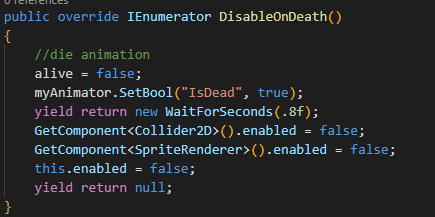 0 references
public override IEnumerator DisableOnDeath()
{
//die animation
alive = false;
myAnimator.SetBool("IsDead", true);
yield return new WaitForSeconds(.8f);
GetComponent<Collider2D>().enabled = false;
GetComponent<SpriteRenderer>().enabled = false;
this.enabled = false;
yield return null;
}